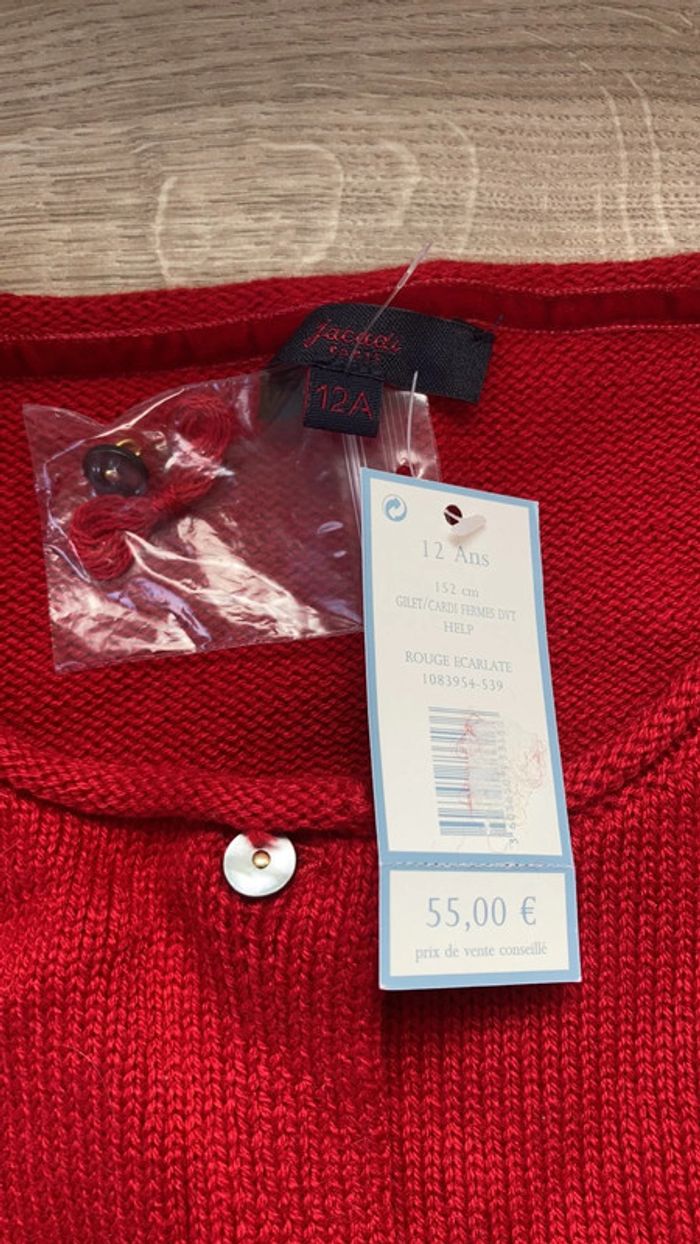 Jacadi
PARIS
12A
12 Ans
152 cm
GILET/CARDI FERMES DVT
HELP
ROUGE ECARLATE
1083954-539
55,00 €
prix de vente conseillé